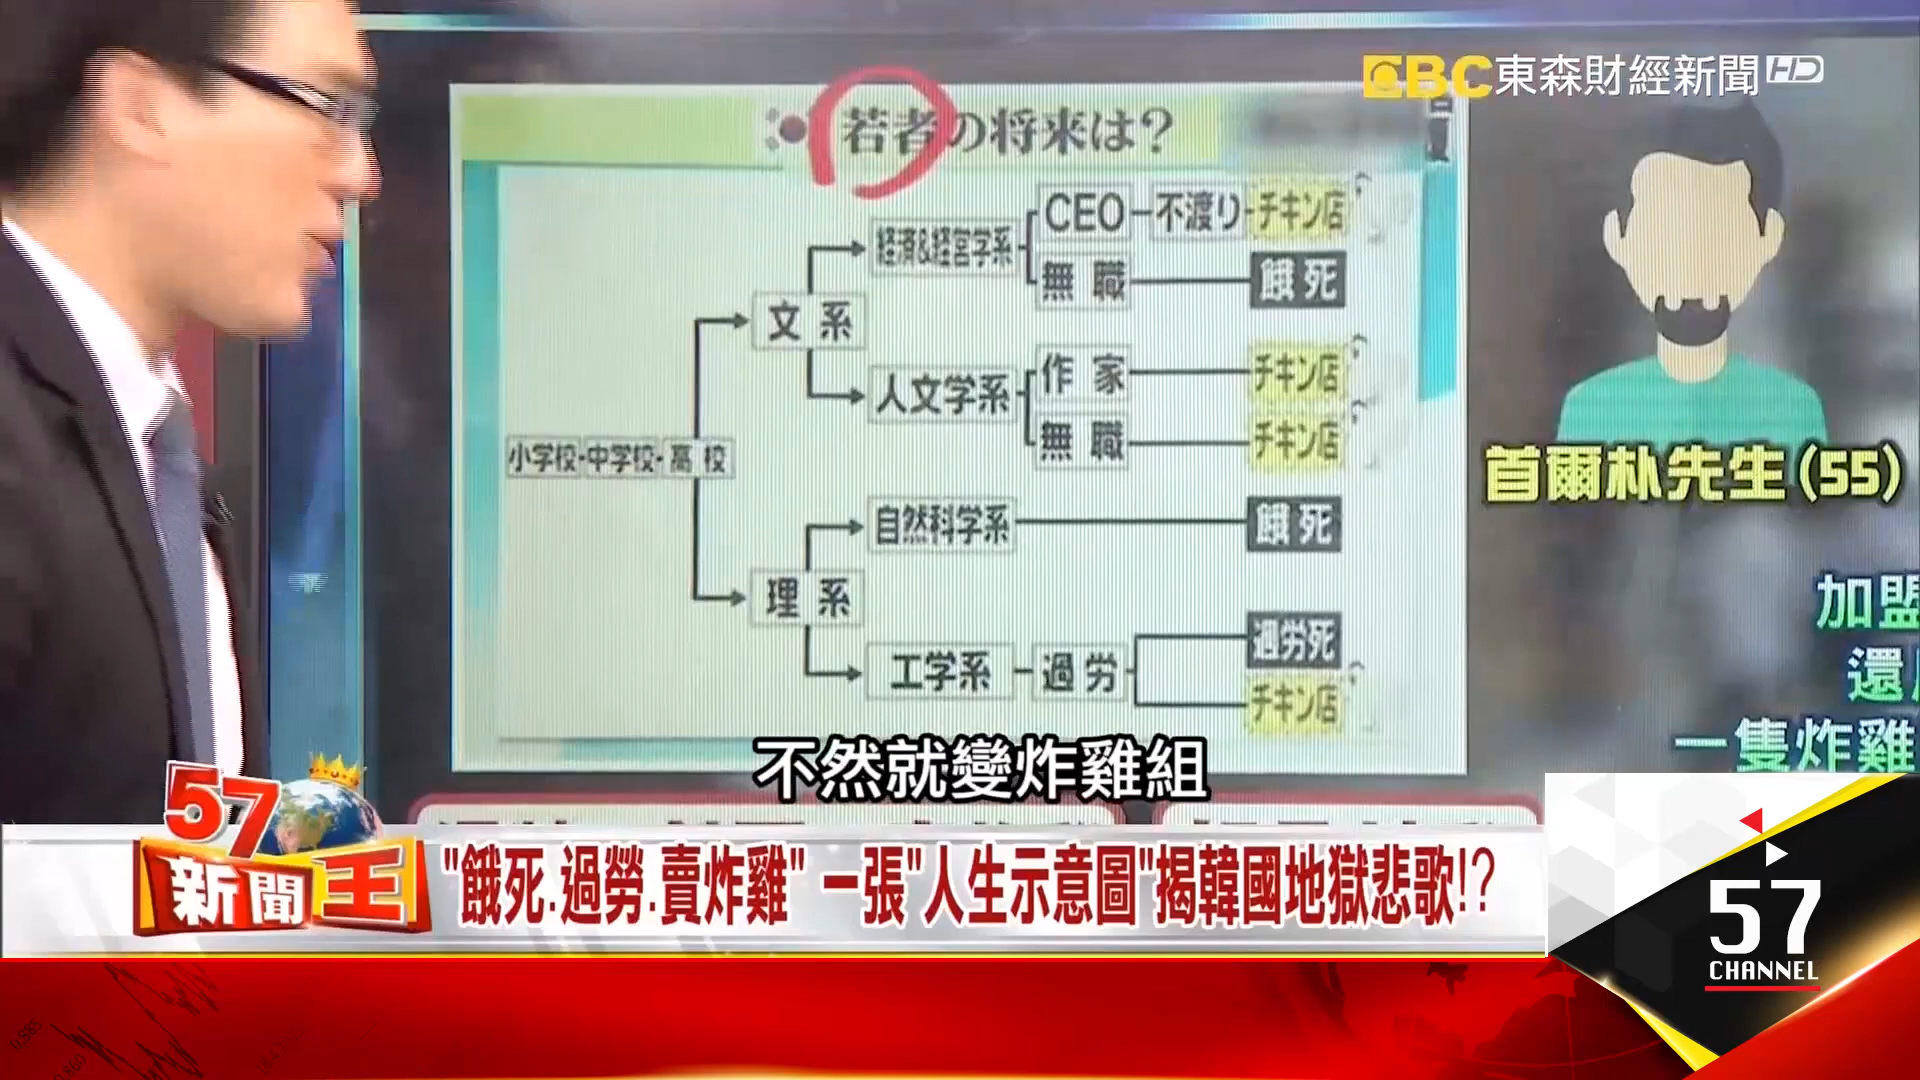 EBC東森財經新聞HD
若者の将来は?
CEO
不渡り
チキン店
経済&経営学系
無職
餓死
文系
人文学系
作家
チキン店
無職
チキン店
小学校
中学校
高校
自然科学系
餓死
理系
工学系
過労
過労死
チキン店
首爾朴先生(55)
加盟
還
一隻炸雞
不然就變炸雞組
57
新聞王
"餓死.過勞.賣炸雞" 一張"人生示意圖"揭韓國地獄悲歌!?
57
CHANNEL